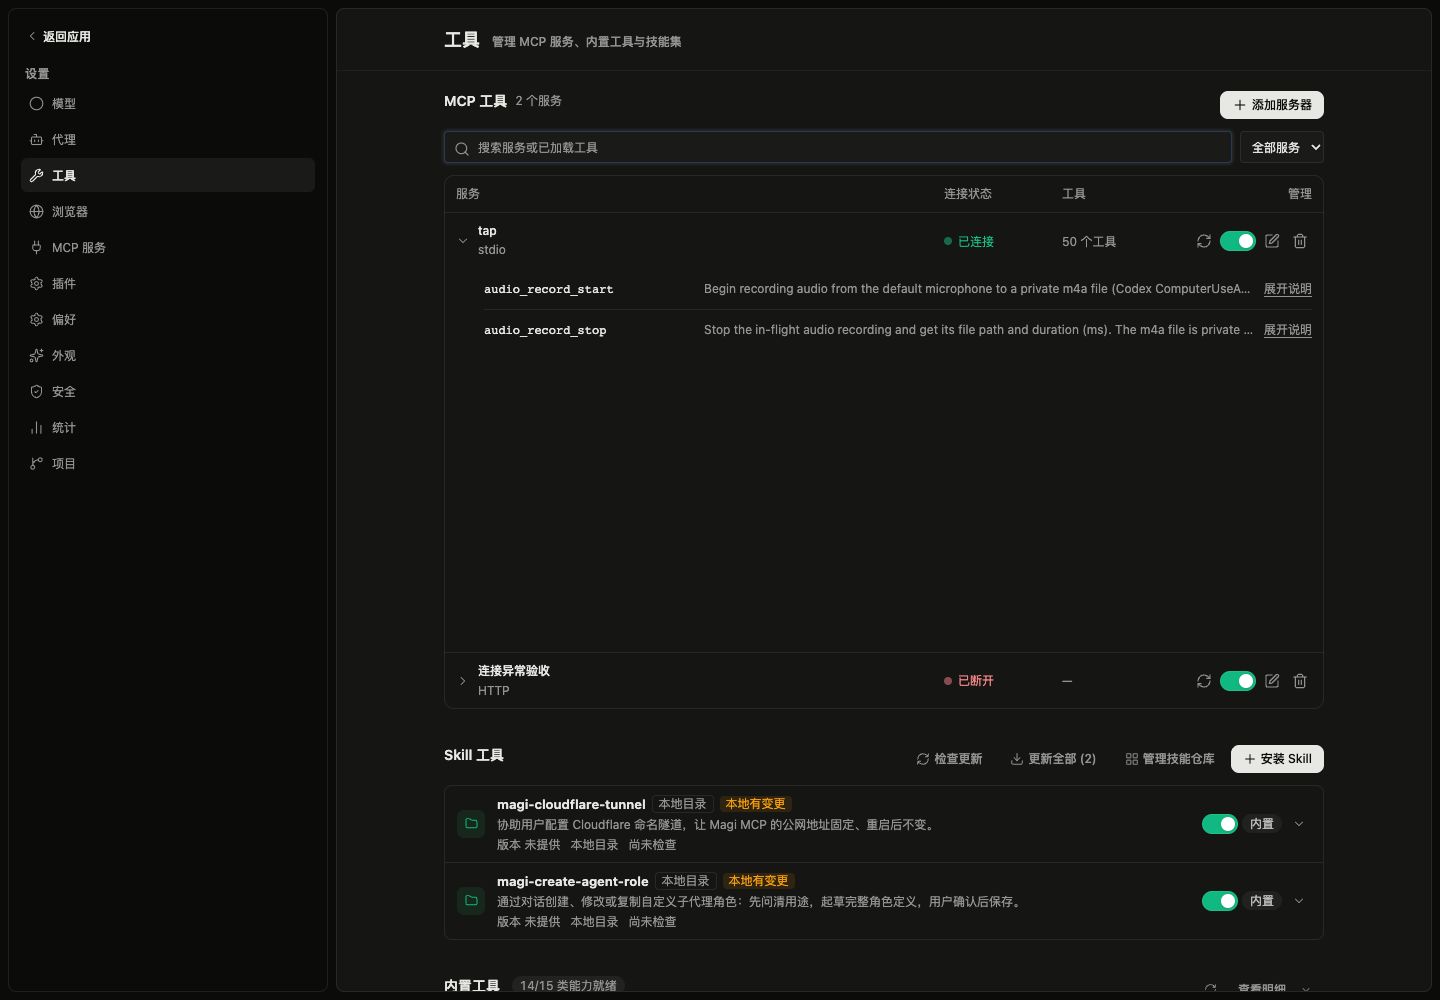 返回应用
设置
模型
代理
工具
浏览器
MCP 服务
插件
偏好
外观
安全
统计
项目
工具 管理 MCP 服务、内置工具与技能集
MCP 工具 2 个服务
添加服务器
搜索服务或已加载工具
全部服务
服务 连接状态 工具 管理
tap
stdio
已连接 50 个工具
audio_record_start Begin recording audio from the default microphone to a private m4a file (Codex ComputerUseA... 展开说明
audio_record_stop Stop the in-flight audio recording and get its file path and duration (ms). The m4a file is private ... 展开说明
连接异常验收
HTTP
已断开 —
Skill 工具
检查更新 更新全部 (2) 管理技能仓库 安装 Skill
magi-cloudflare-tunnel 本地目录 本地有变更
协助用户配置 Cloudflare 命名隧道，让 Magi MCP 的公网地址固定、重启后不变。
版本 未提供 本地目录 尚未检查
内置
magi-create-agent-role 本地目录 本地有变更
通过对话创建、修改或复制自定义子代理角色：先问清用途，起草完整角色定义，用户确认后保存。
版本 未提供 本地目录 尚未检查
内置
内置工具 14/15 类能力就绪
查看明细